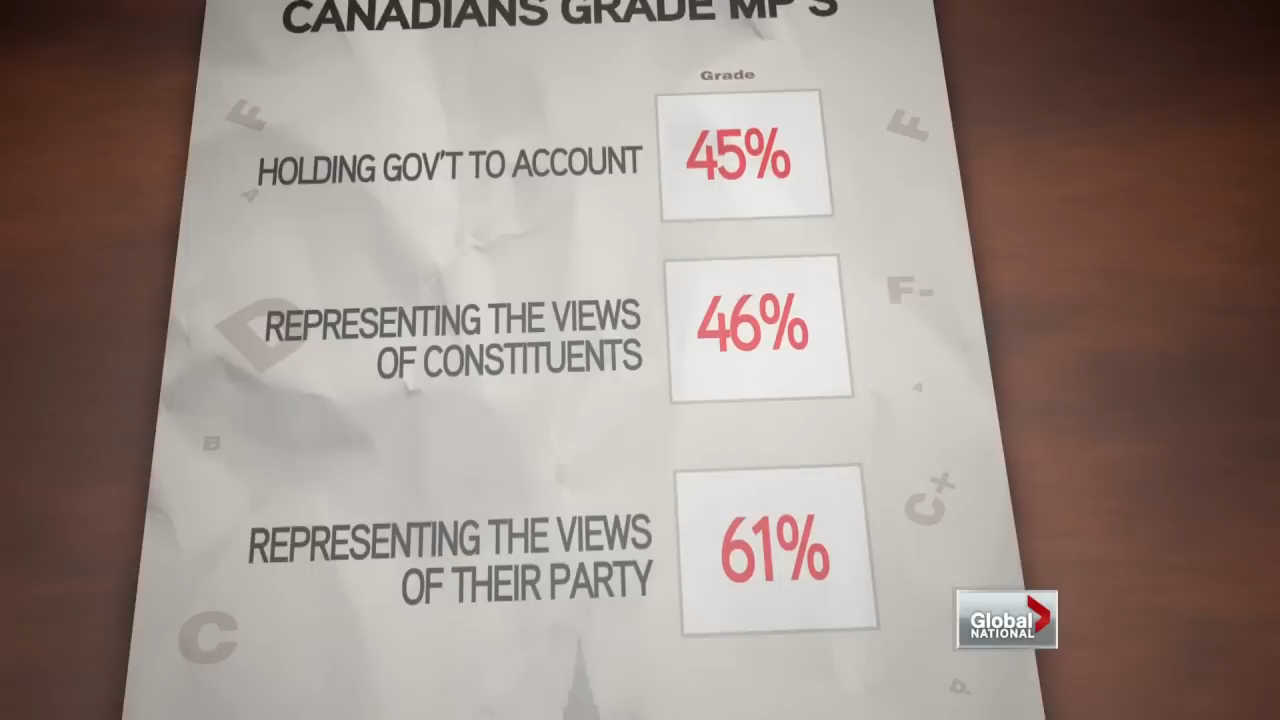 CANADIANS GRADE MP'S
Grade
HOLDING GOV'T TO ACCOUNT
45%
REPRESENTING THE VIEWS
OF CONSTITUENTS
46%
REPRESENTING THE VIEWS
OF THEIR PARTY
61%
F
A
D
B
C
F
F-
A
C+
D.
Global
NATIONAL